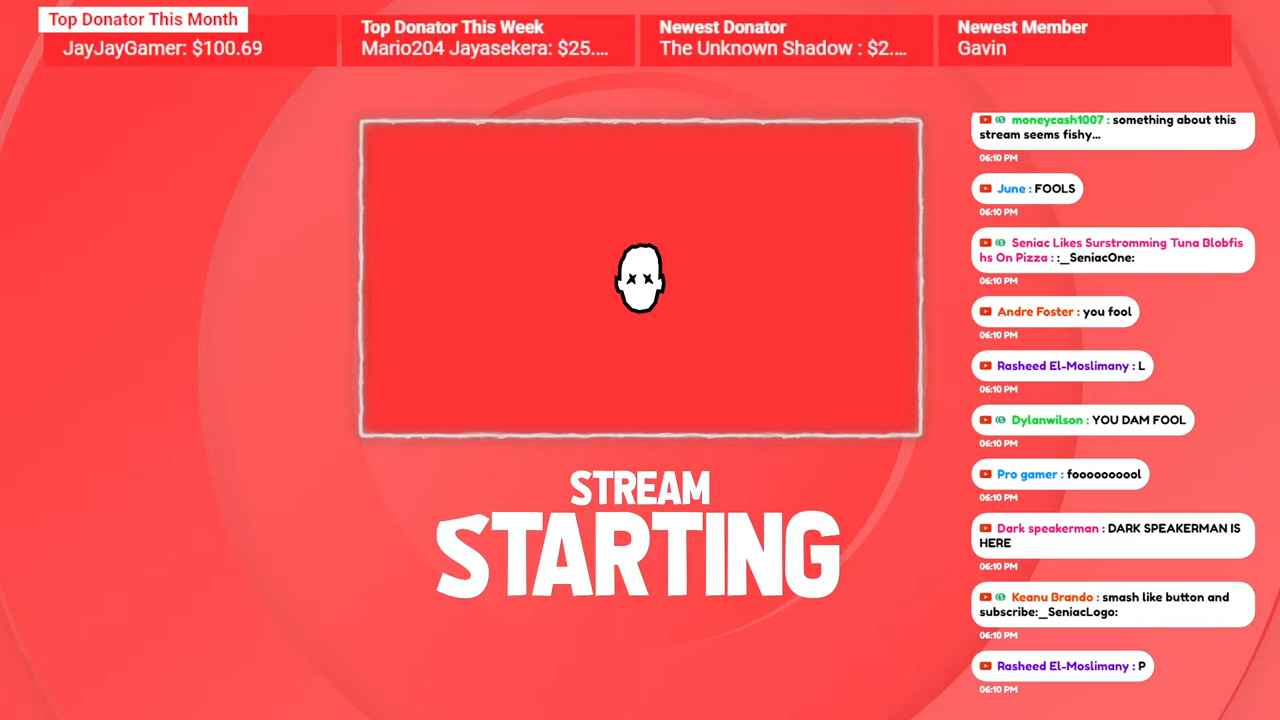 Top Donator This Month
JayJayGamer: $100.69
Top Donator This Week
Mario204 Jayasekera: $25....
Newest Donator
The Unknown Shadow : $2....
Newest Member
Gavin
moneycash1007 : something about this
stream seems fishy...
06:10 PM
June : FOOLS
06:10 PM
Seniac Likes Surstromming Tuna Blobfis
hs On Pizza : :_SeniacOne:
06:10 PM
Andre Foster : you fool
06:10 PM
Rasheed El-Moslimany : L
06:10 PM
Dylanwilson : YOU DAM FOOL
06:10 PM
Pro gamer : foooooooool
06:10 PM
Dark speakerman : DARK SPEAKERMAN IS
HERE
06:10 PM
Keanu Brando : smash like button and
subscribe:_SeniacLogo:
06:10 PM
Rasheed El-Moslimany : P
06:10 PM
STREAM
STARTING